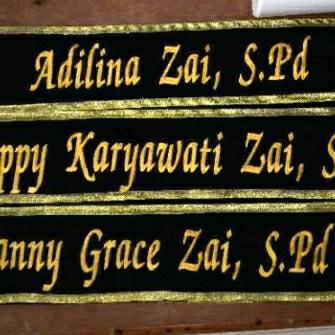 Adilina Zai, S.Pd
ppy Karyawati Zai, S
anny Grace Zai, S.Pd